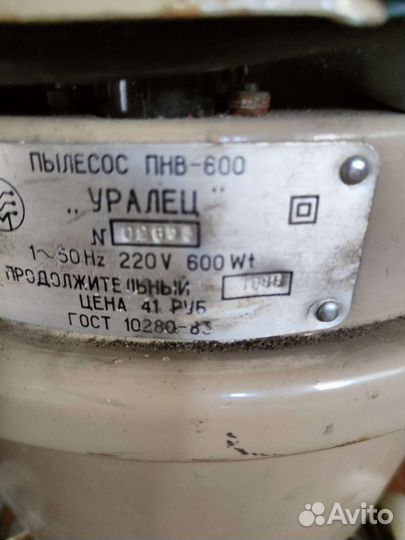 ПЫЛЕСОС ПНВ-600
„УРАЛЕЦ"
N
1~50Hz 220V 600Wt
ПРОДОЛЖИТЕЛЬНЫЙ
ЦЕНА 41 РУБ
ГОСТ 10280-83
Avito